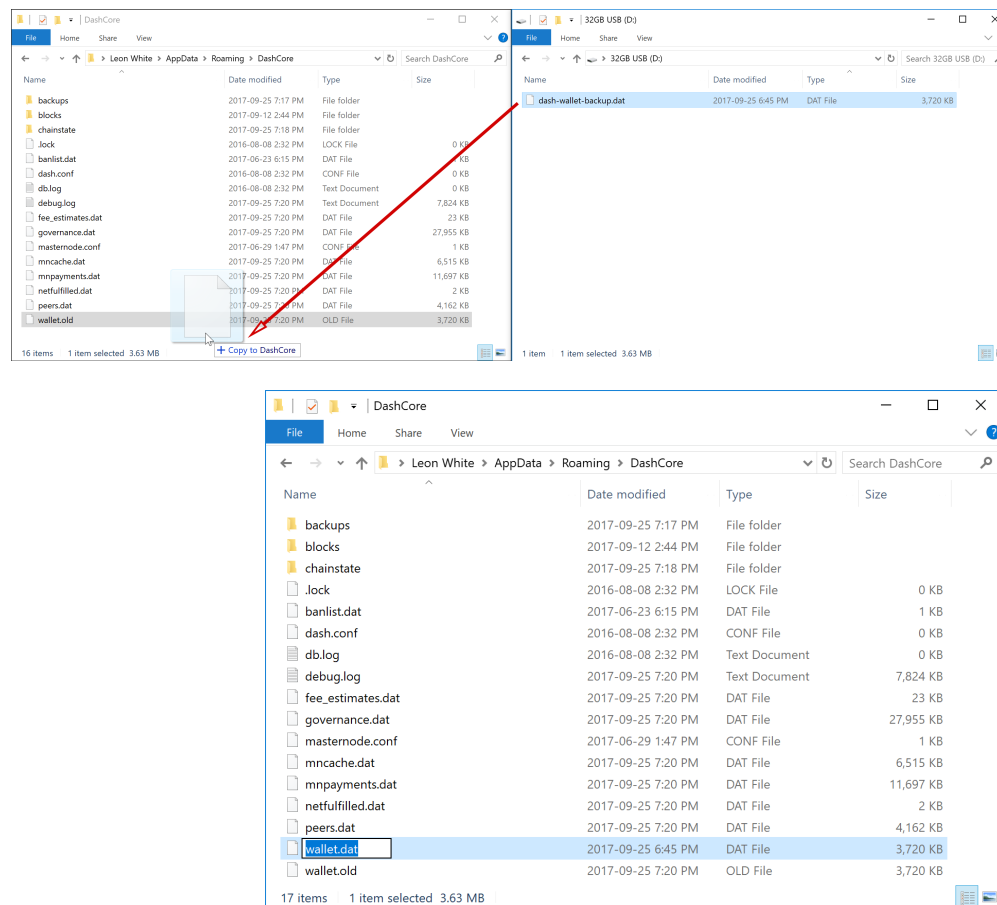 DashCore
File Home Share View
Leon White > AppData > Roaming > DashCore Search DashCore
Name Date modified Type Size
backups 2017-09-25 7:17 PM File folder
blocks 2017-09-12 2:44 PM File folder
chainstate 2017-09-25 7:18 PM File folder
.lock 2016-08-08 2:32 PM LOCK File 0 KB
banlist.dat 2017-06-23 6:15 PM DAT File KB
dash.conf 2016-08-08 2:32 PM CONF File 0 KB
db.log 2016-08-08 2:32 PM Text Document 0 KB
debug.log 2017-09-25 7:20 PM Text Document 7,824 KB
fee_estimates.dat 2017-09-25 7:20 PM DAT File 23 KB
governance.dat 2017-09-25 7:20 PM DAT File 27,955 KB
masternode.conf 2017-06-29 1:47 PM CONF File 1 KB
mncache.dat 2017-09-25 7:20 PM DAT File 6,515 KB
mnpayments.dat 2017-09-25 7:20 PM DAT File 11,697 KB
netfulfilled.dat 2017-09-25 7:20 PM DAT File 2 KB
peers.dat 2017-09-25 7:20 PM DAT File 4,162 KB
wallet.old 2017-09-25 7:20 PM OLD File 3,720 KB
+ Copy to DashCore
16 items 1 item selected 3.63 MB
32GB USB (D:)
File Home Share View
> 32GB USB (D:) Search 32GB USB (D:)
Name Date modified Type Size
dash-wallet-backup.dat 2017-09-25 6:45 PM DAT File 3,720 KB
1 item 1 item selected 3.63 MB
DashCore
File Home Share View
> Leon White > AppData > Roaming > DashCore Search DashCore
Name Date modified Type Size
backups 2017-09-25 7:17 PM File folder
blocks 2017-09-12 2:44 PM File folder
chainstate 2017-09-25 7:18 PM File folder
.lock 2016-08-08 2:32 PM LOCK File 0 KB
banlist.dat 2017-06-23 6:15 PM DAT File 1 KB
dash.conf 2016-08-08 2:32 PM CONF File 0 KB
db.log 2016-08-08 2:32 PM Text Document 0 KB
debug.log 2017-09-25 7:20 PM Text Document 7,824 KB
fee_estimates.dat 2017-09-25 7:20 PM DAT File 23 KB
governance.dat 2017-09-25 7:20 PM DAT File 27,955 KB
masternode.conf 2017-06-29 1:47 PM CONF File 1 KB
mncache.dat 2017-09-25 7:20 PM DAT File 6,515 KB
mnpayments.dat 2017-09-25 7:20 PM DAT File 11,697 KB
netfulfilled.dat 2017-09-25 7:20 PM DAT File 2 KB
peers.dat 2017-09-25 7:20 PM DAT File 4,162 KB
wallet.dat 2017-09-25 6:45 PM DAT File 3,720 KB
wallet.old 2017-09-25 7:20 PM OLD File 3,720 KB
17 items 1 item selected 3.63 MB